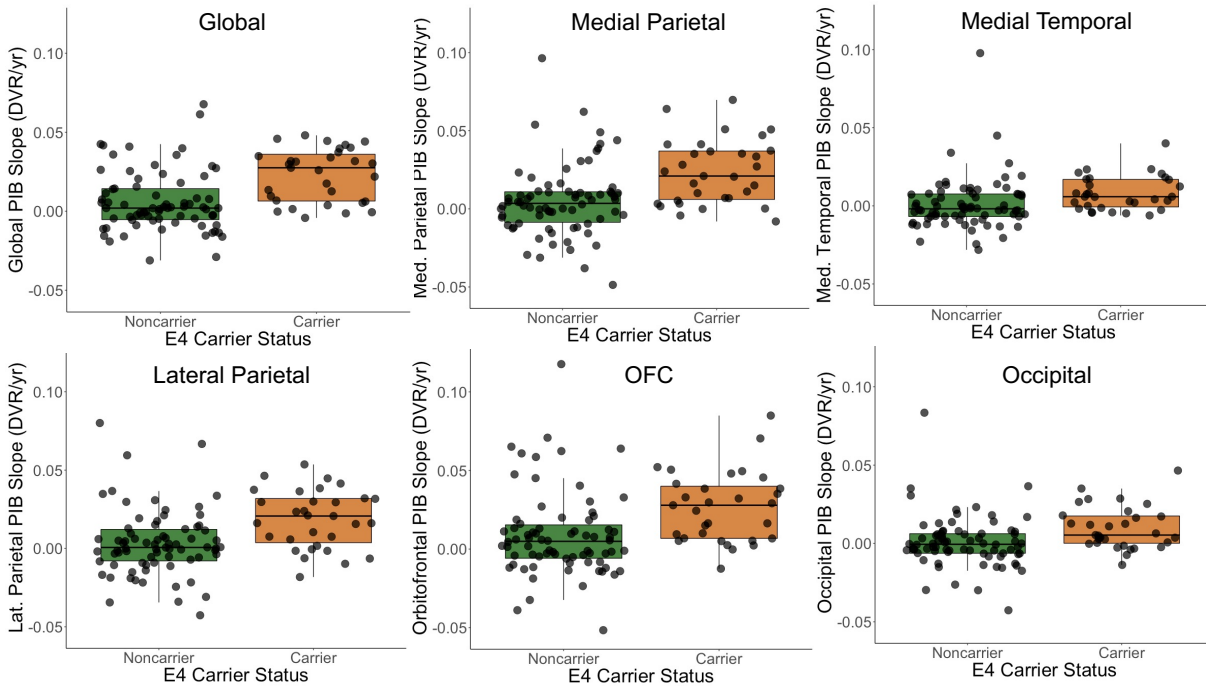 Global
Global PIB Slope (DVR/yr)
0.10
0.05
0.00
-0.05
Noncarrier
Carrier
E4 Carrier Status
Medial Parietal
Med. Parietal PIB Slope (DVR/yr)
0.10
0.05
0.00
-0.05
Noncarrier
Carrier
E4 Carrier Status
Medial Temporal
Med. Temporal PIB Slope (DVR/yr)
0.10
0.05
0.00
-0.05
Noncarrier
Carrier
E4 Carrier Status
Lateral Parietal
Lat. Parietal PIB Slope (DVR/yr)
0.10
0.05
0.00
-0.05
Noncarrier
Carrier
E4 Carrier Status
OFC
Orbitofrontal PIB Slope (DVR/yr)
0.10
0.05
0.00
-0.05
Noncarrier
Carrier
E4 Carrier Status
Occipital
Occipital PIB Slope (DVR/yr)
0.10
0.05
0.00
-0.05
Noncarrier
Carrier
E4 Carrier Status